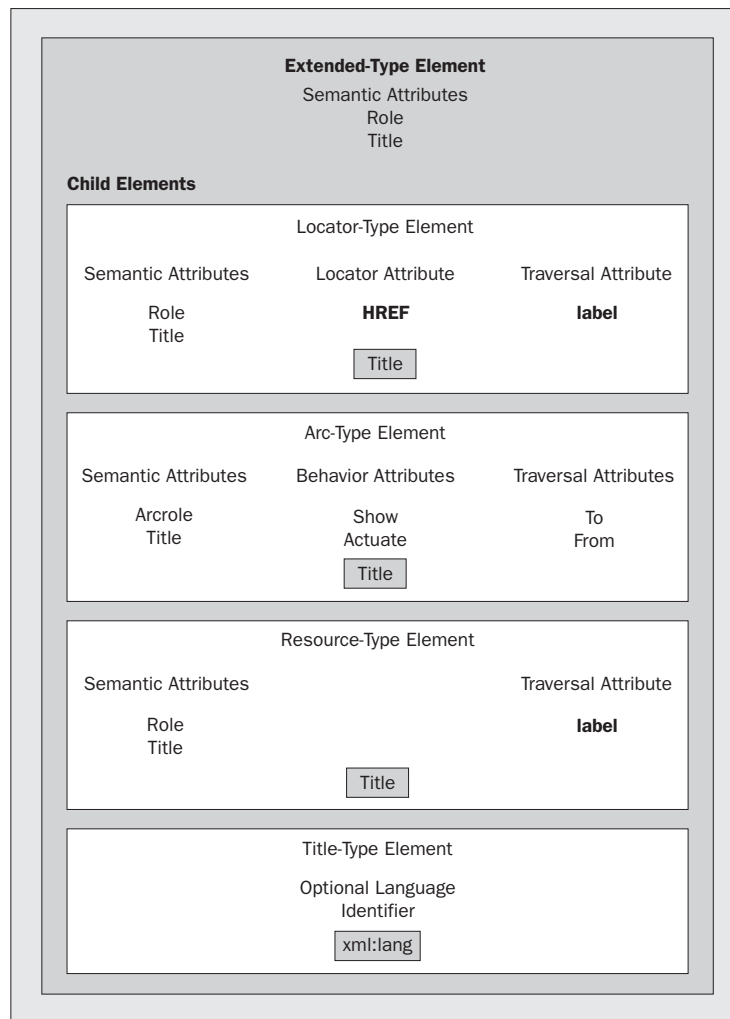 Extended-Type Element
Semantic Attributes
Role
Title
Child Elements
Locator-Type Element
Semantic Attributes Locator Attribute Traversal Attribute
Role HREF label
Title
Title
Arc-Type Element
Semantic Attributes Behavior Attributes Traversal Attributes
Arcrole Show To
Title Actuate From
Title
Resource-Type Element
Semantic Attributes Traversal Attribute
Role label
Title
Title
Title-Type Element
Optional Language
Identifier
xml:lang